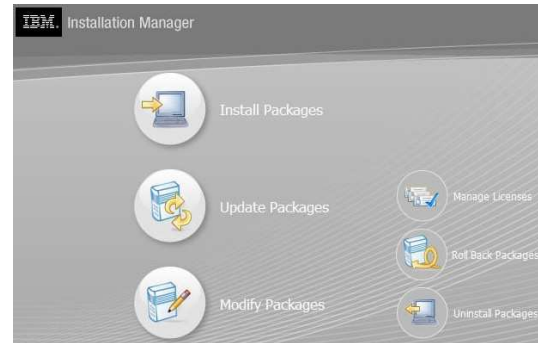 IBM. Installation Manager
Install Packages
Update Packages
Modify Packages
Manage Licenses
Roll Back Packages
Uninstall Packages